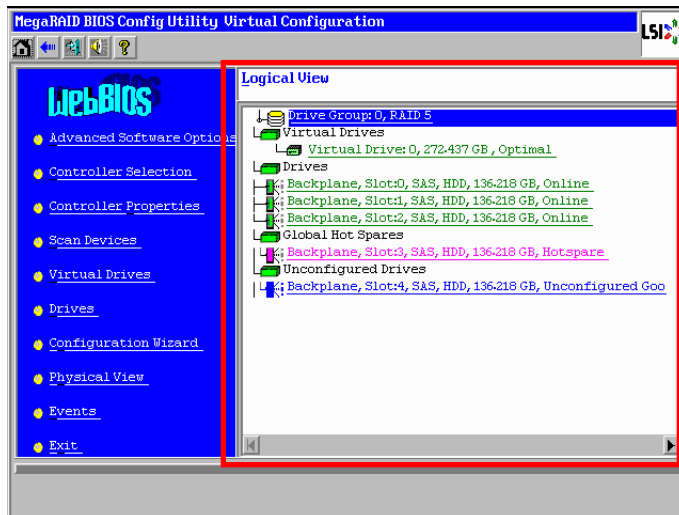 MegaRAID BIOS Config Utility Virtual Configuration
LSI
?
WebBIOS
Advanced Software Options
Controller Selection
Controller Properties
Scan Devices
Virtual Drives
Drives
Configuration Wizard
Physical View
Events
Exit
Logical View
Drive Group: 0, RAID 5
Virtual Drives
Virtual Drive: 0, 272.437 GB , Optimal
Drives
Backplane, Slot:0, SAS, HDD, 136.218 GB, Online
Backplane, Slot:1, SAS, HDD, 136.218 GB, Online
Backplane, Slot:2, SAS, HDD, 136.218 GB, Online
Global Hot Spares
Backplane, Slot:3, SAS, HDD, 136.218 GB, Hotspare
Unconfigured Drives
Backplane, Slot:4, SAS, HDD, 136.218 GB, Unconfigured Goo